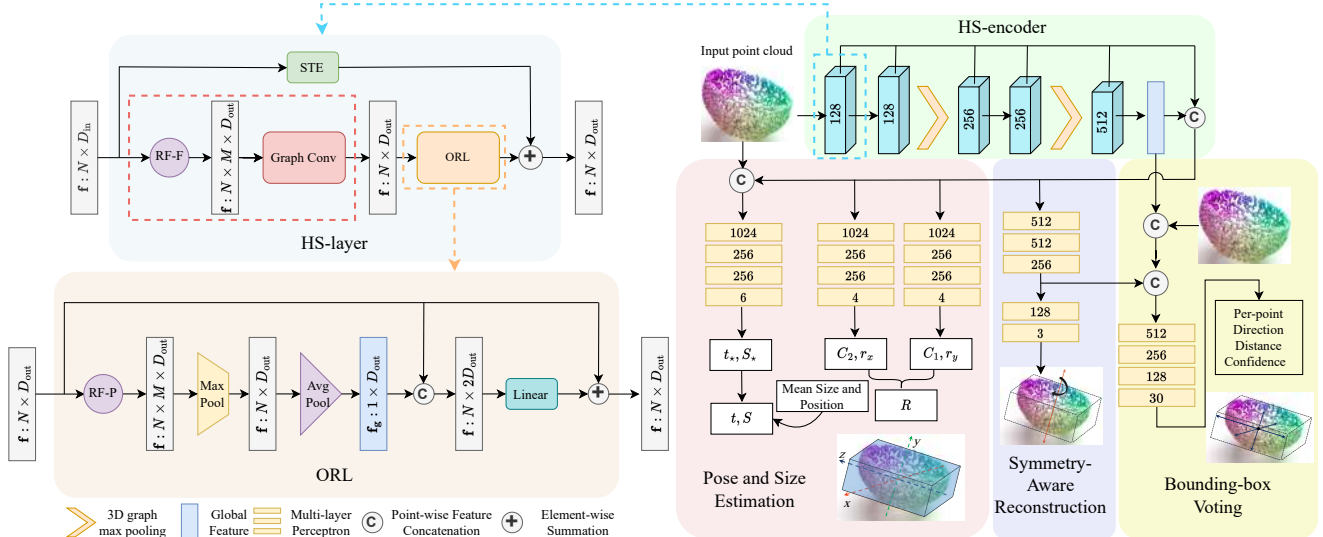 STE
f : N × D_in
RF-F
f : N × M × D_out
Graph Conv
f : N × D_out
ORL
f : N × D_out
HS-layer
f : N × D_out
RF-P
f : N × M × D_out
Max
Pool
f : N × D_out
Avg
Pool
f_g : 1 × D_out
C
f : N × 2D_out
Linear
f : N × D_out
ORL
3D graph
max pooling
Global
Feature
Multi-layer
Perceptron
C
Point-wise Feature
Concatenation
Element-wise
Summation
HS-encoder
Input point cloud
128
128
256
256
512
C
C
1024
256
256
6
t⋆, S⋆
t, S
1024
256
256
4
C_2, r_x
1024
256
256
4
C_1, r_y
Mean Size and
Position
R
y
z
x
Pose and Size
Estimation
512
512
256
128
3
Symmetry-
Aware
Reconstruction
C
C
512
256
128
30
Per-point
Direction
Distance
Confidence
Bounding-box
Voting